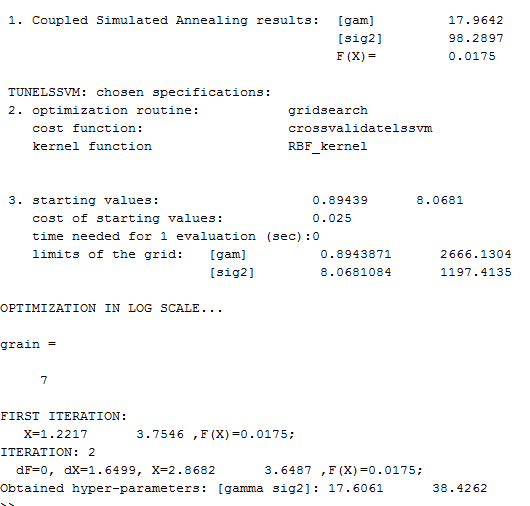 1. Coupled Simulated Annealing results:  [gam]         17.9642
[sig2]        98.2897
F(X)=         0.0175
TUNELSSVM: chosen specifications:
2. optimization routine:           gridsearch
cost function:                  crossvalidatelssvm
kernel function                 RBF_kernel
3. starting values:                   0.89439      8.0681
cost of starting values:           0.025
time needed for 1 evaluation (sec):0
limits of the grid:   [gam]         0.8943871      2666.1304
[sig2]        8.0681084      1197.4135
OPTIMIZATION IN LOG SCALE...
grain =
7
FIRST ITERATION:
X=1.2217      3.7546 ,F(X)=0.0175;
ITERATION: 2
dF=0, dX=1.6499, X=2.8682      3.6487 ,F(X)=0.0175;
Obtained hyper-parameters: [gamma sig2]: 17.6061      38.4262